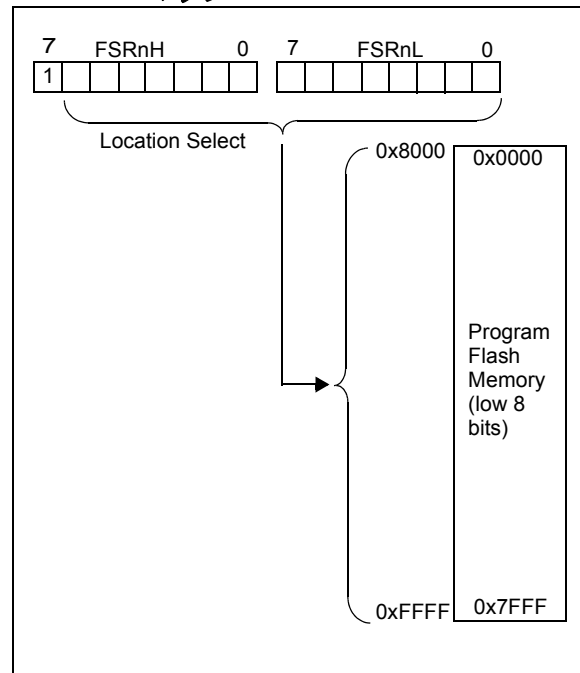 7 FSRnH 0 7 FSRnL 0
1
Location Select
0x8000 0x0000
Program
Flash
Memory
(low 8
bits)
0xFFFF 0x7FFF